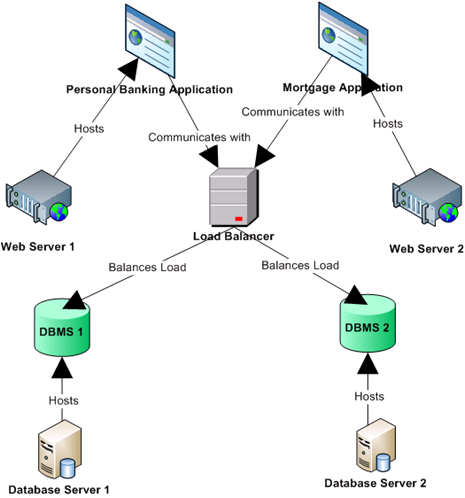 Personal Banking Application
Mortgage Application
Communicates with
Hosts
Communicates with
Hosts
Web Server 1
Load Balancer
Web Server 2
Balances Load
Balances Load
DBMS 1
DBMS 2
Hosts
Hosts
Database Server 1
Database Server 2